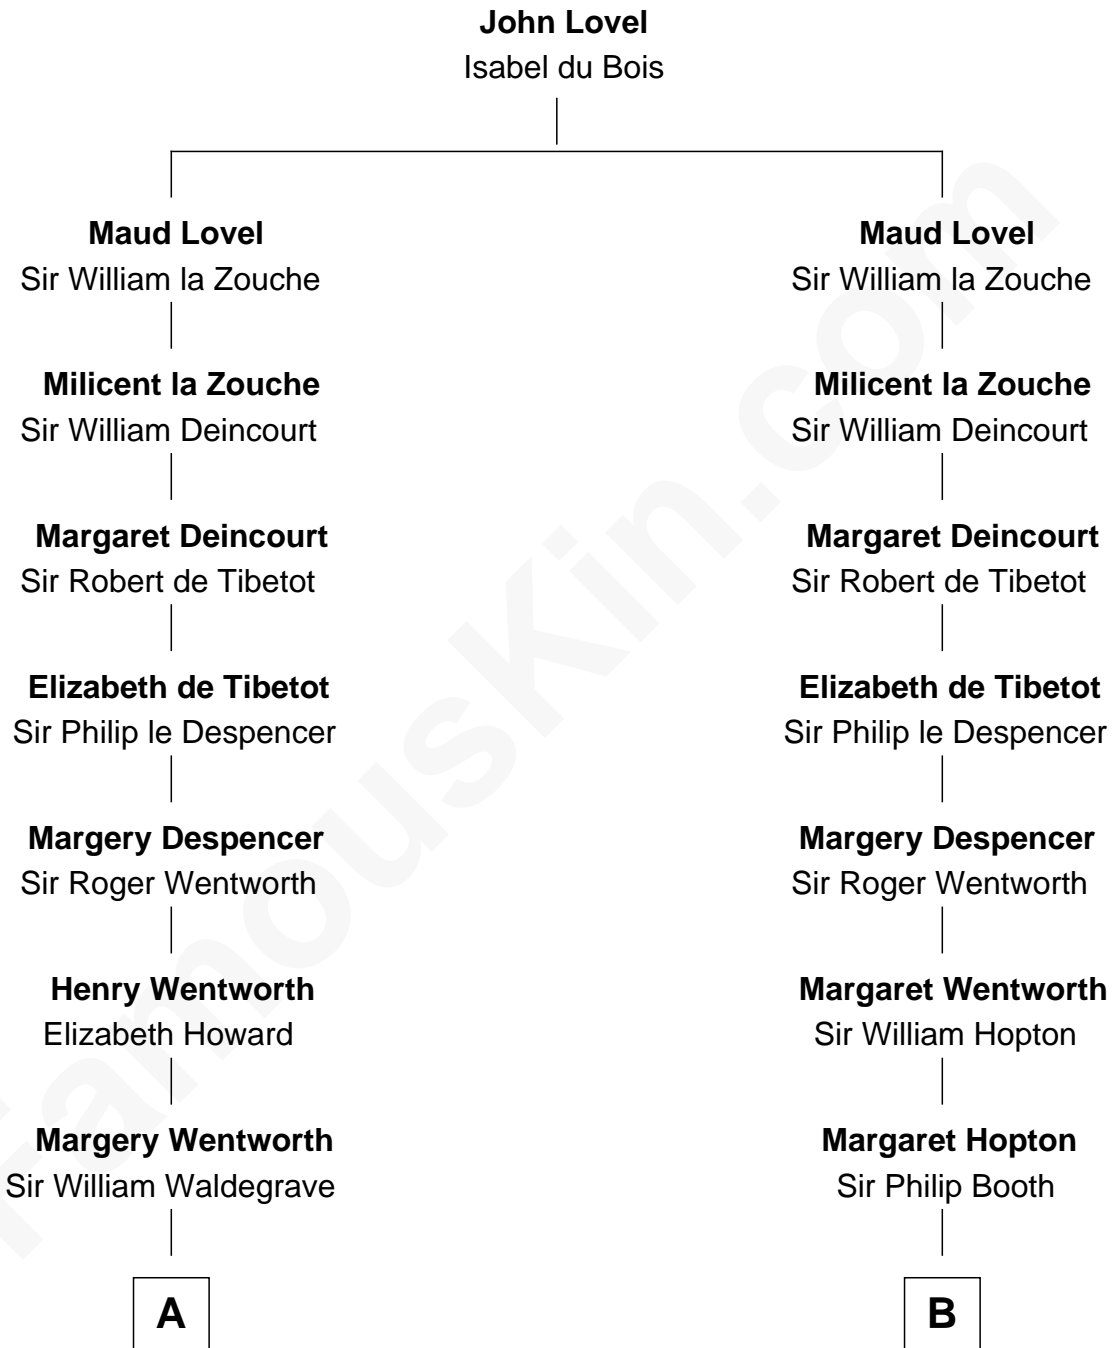 John Lovel
Isabel du Bois
Maud Lovel
Sir William la Zouche
Maud Lovel
Sir William la Zouche
Milicent la Zouche
Sir William Deincourt
Milicent la Zouche
Sir William Deincourt
Margaret Deincourt
Sir Robert de Tibetot
Margaret Deincourt
Sir Robert de Tibetot
Elizabeth de Tibetot
Sir Philip le Despencer
Elizabeth de Tibetot
Sir Philip le Despencer
Margery Despencer
Sir Roger Wentworth
Margery Despencer
Sir Roger Wentworth
Henry Wentworth
Elizabeth Howard
Margaret Wentworth
Sir William Hopton
Margery Wentworth
Sir William Waldegrave
Margaret Hopton
Sir Philip Booth
A
B
FamousKin.com